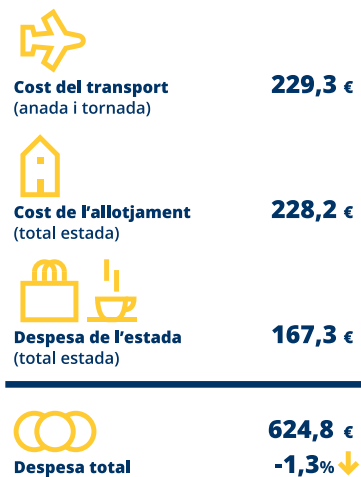 Cost del transport 229,3 €
(anada i tornada)
Cost de l'allotjament 228,2 €
(total estada)
Despesa de l'estada 167,3 €
(total estada)
624,8 €
Despesa total -1,3%